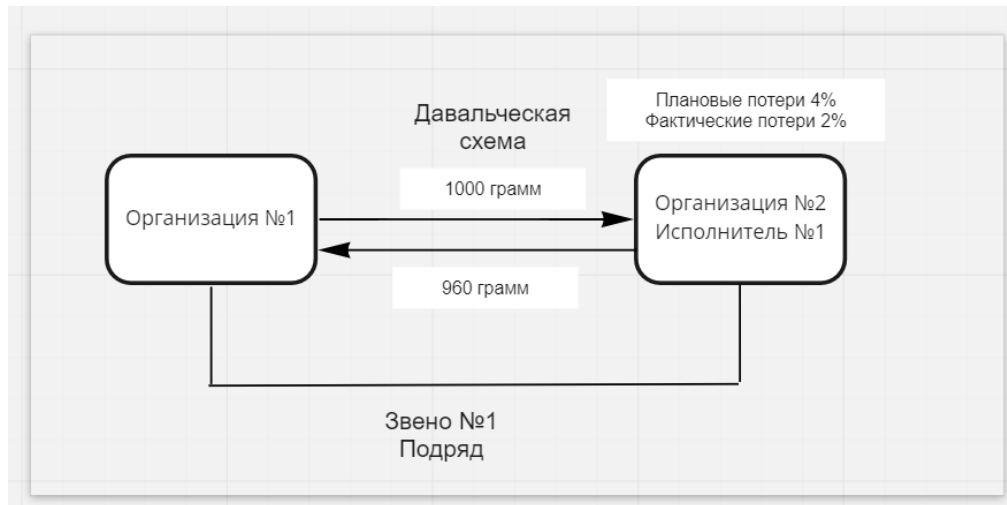 Плановые потери 4%
Фактические потери 2%
Давальческая
схема
1000 грамм
Организация №1
Организация №2
Исполнитель №1
960 грамм
Звено №1
Подряд